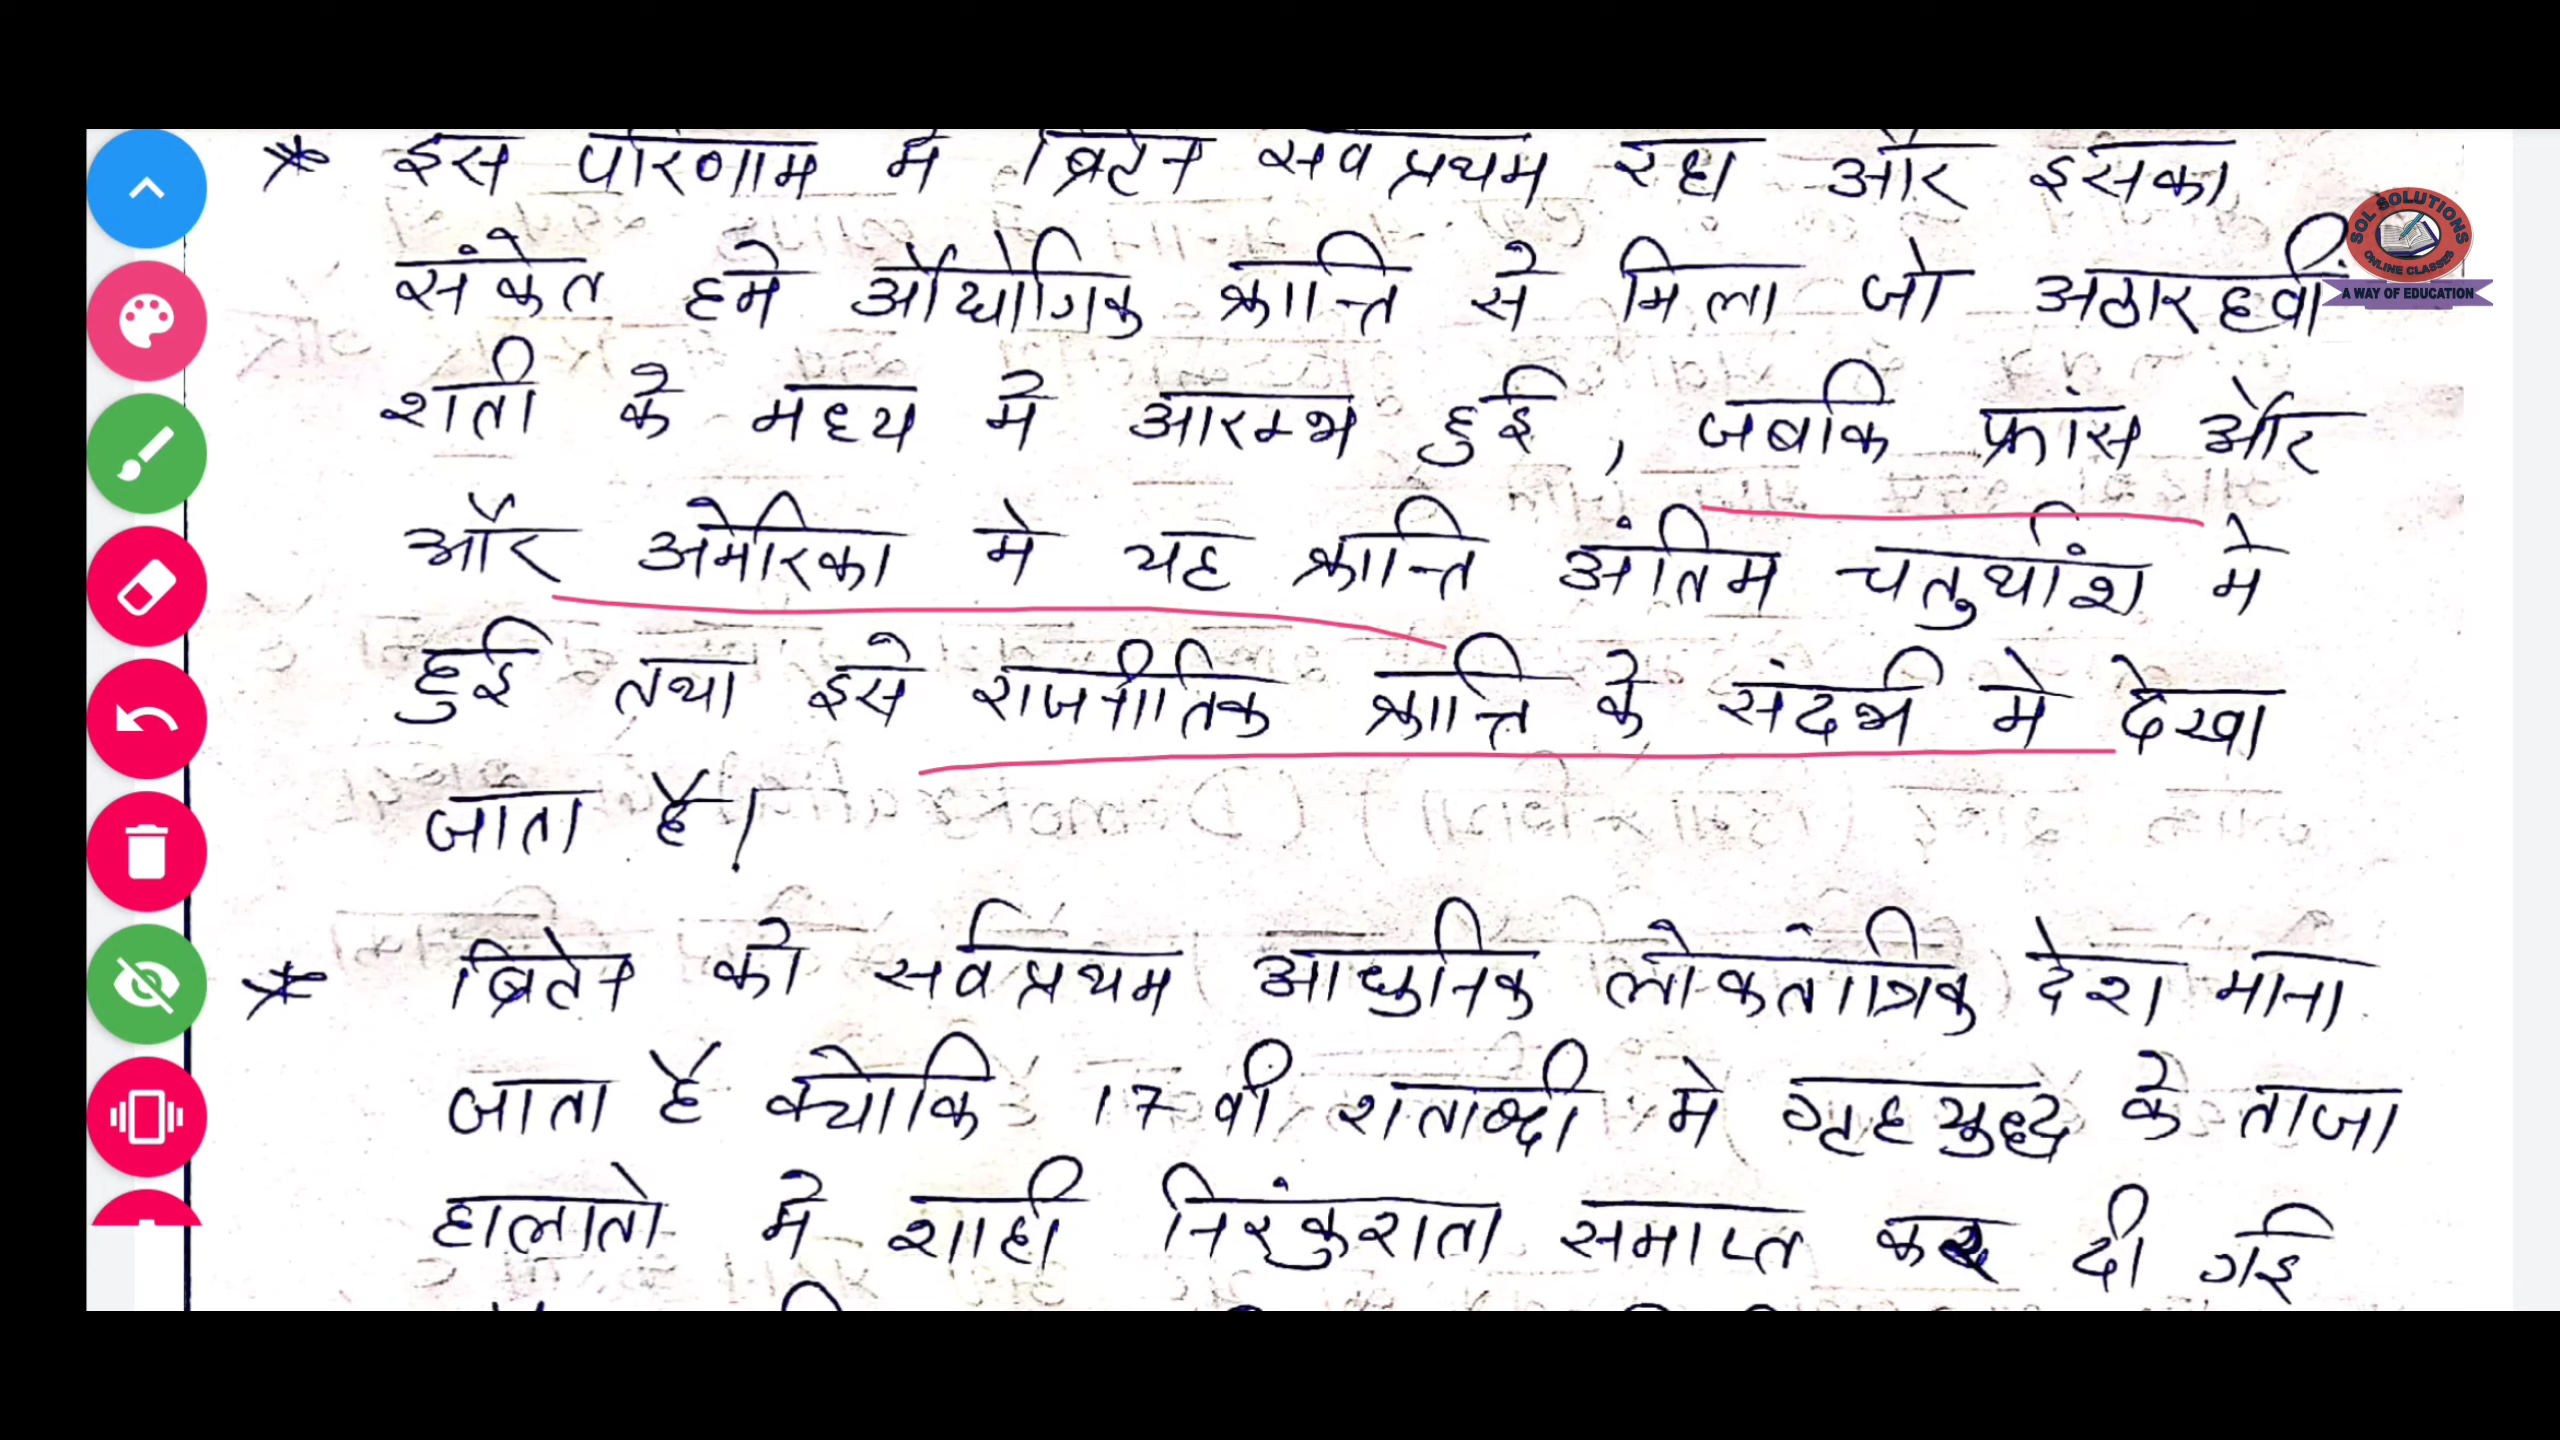 * इस परिणाम मे ब्रिटेन सर्वप्रथम रहा और इसका
संकेत हमे औद्योगिक क्रान्ति से मिला जो अठारहवीं
शती के मध्य मे आरम्भ हुई , जबकि फ्रांस और
और अमेरिका मे यह क्रान्ति अंतिम चतुर्थांश मे
हुई तथा इसे राजनीतिक क्रान्ति के संदर्भ मे देखा
जाता है।
* ब्रिटेन को सर्वप्रथम आधुनिक लोकतांत्रिक देश माना
जाता है क्योकि 17 वी शताब्दी मे गृहयुद्ध के ताजा
हालातो मे शाही निरंकुशता समाप्त कर दी गई
SOL SOLUTIONS
ONLINE CLASSES
A WAY OF EDUCATION